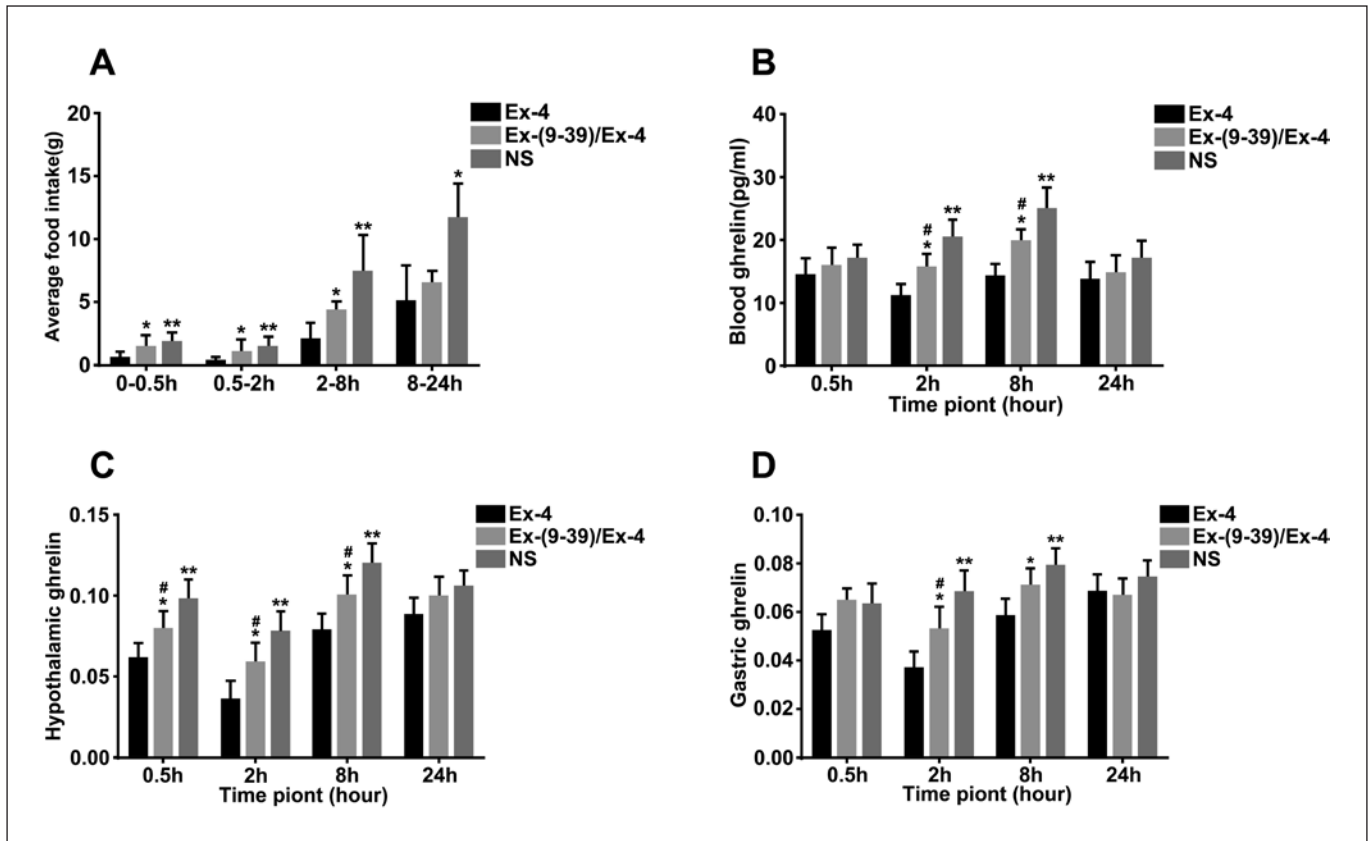 A
Average food intake(g)
20
15
10
5
0
0-0.5h 0.5-2h 2-8h 8-24h
* ** * ** * ** *
Ex-4
Ex-(9-39)/Ex-4
NS
B
Blood ghrelin(pg/ml)
40
30
20
10
0
0.5h 2h 8h 24h
Time piont (hour)
# #
* ** * **
Ex-4
Ex-(9-39)/Ex-4
NS
C
Hypothalamic ghrelin
0.15
0.10
0.05
0.00
0.5h 2h 8h 24h
Time piont (hour)
# # #
* ** * ** * **
Ex-4
Ex-(9-39)/Ex-4
NS
D
Gastric ghrelin
0.10
0.08
0.06
0.04
0.02
0.00
0.5h 2h 8h 24h
Time piont (hour)
#
* ** * **
Ex-4
Ex-(9-39)/Ex-4
NS